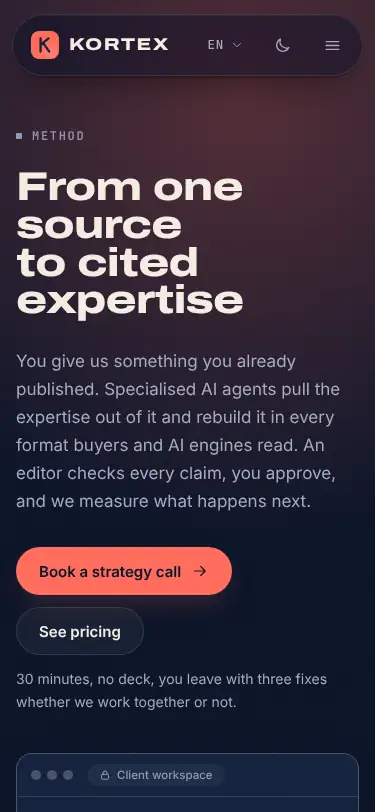 KORTEX
EN
METHOD
From one
source
to cited
expertise
You give us something you already
published. Specialised AI agents pull the
expertise out of it and rebuild it in every
format buyers and AI engines read. An
editor checks every claim, you approve,
and we measure what happens next.
Book a strategy call →
See pricing
30 minutes, no deck, you leave with three fixes
whether we work together or not.
Client workspace